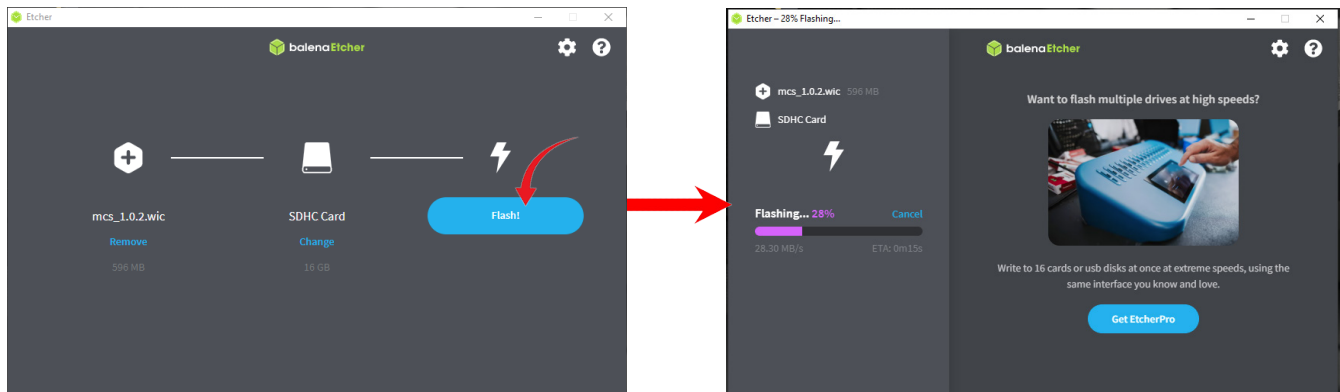 Etcher
balenaEtcher
mcs_1.0.2.wic
SDHC Card
Flash!
Remove
Change
596 MB
16 GB
Etcher – 28% Flashing...
balenaEtcher
mcs_1.0.2.wic 596 MB
SDHC Card
Flashing... 28% Cancel
28.30 MB/s ETA: 0m15s
Want to flash multiple drives at high speeds?
Write to 16 cards or usb disks at once at extreme speeds, using the
same interface you know and love.
Get EtcherPro